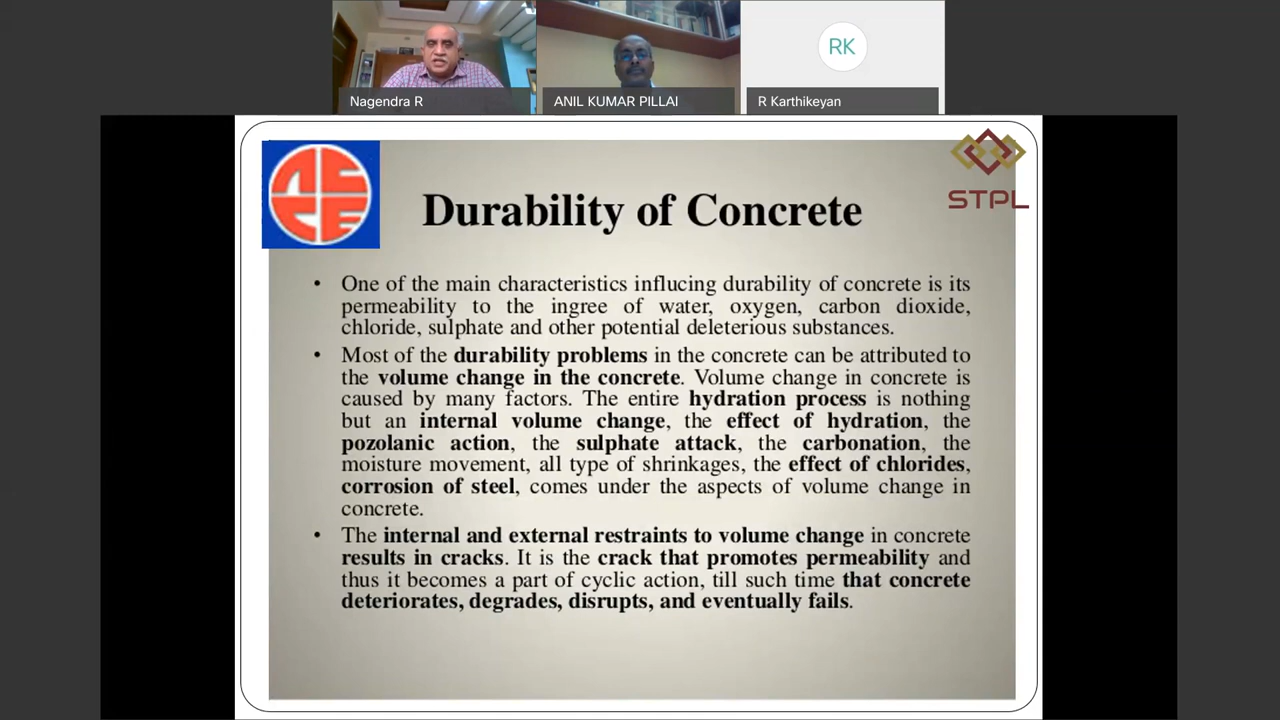 Nagendra R
ANIL KUMAR PILLAI
RK
R Karthikeyan
ACCE
STPL
Durability of Concrete
• One of the main characteristics influcing durability of concrete is its
permeability to the ingree of water, oxygen, carbon dioxide,
chloride, sulphate and other potential deleterious substances.
• Most of the durability problems in the concrete can be attributed to
the volume change in the concrete. Volume change in concrete is
caused by many factors. The entire hydration process is nothing
but an internal volume change, the effect of hydration, the
pozolanic action, the sulphate attack, the carbonation, the
moisture movement, all type of shrinkages, the effect of chlorides,
corrosion of steel, comes under the aspects of volume change in
concrete.
• The internal and external restraints to volume change in concrete
results in cracks. It is the crack that promotes permeability and
thus it becomes a part of cyclic action, till such time that concrete
deteriorates, degrades, disrupts, and eventually fails.